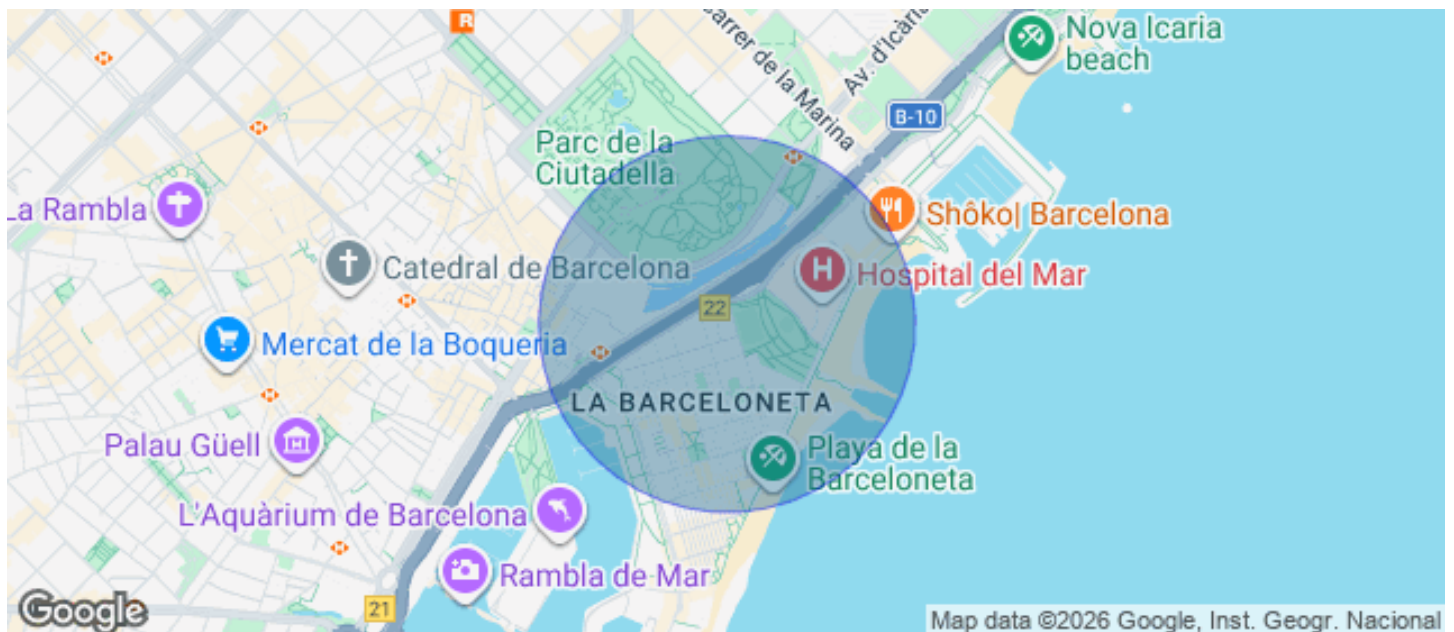 R
Carrer de la Marina
Av. d'Icària
Nova Icaria
beach
B-10
Parc de la
Ciutadella
La Rambla
Shôko| Barcelona
Catedral de Barcelona
H
Hospital del Mar
22
Mercat de la Boqueria
LA BARCELONETA
Palau Güell
Playa de la
Barceloneta
L'Aquàrium de Barcelona
Rambla de Mar
21
Google
Map data ©2026 Google, Inst. Geogr. Nacional